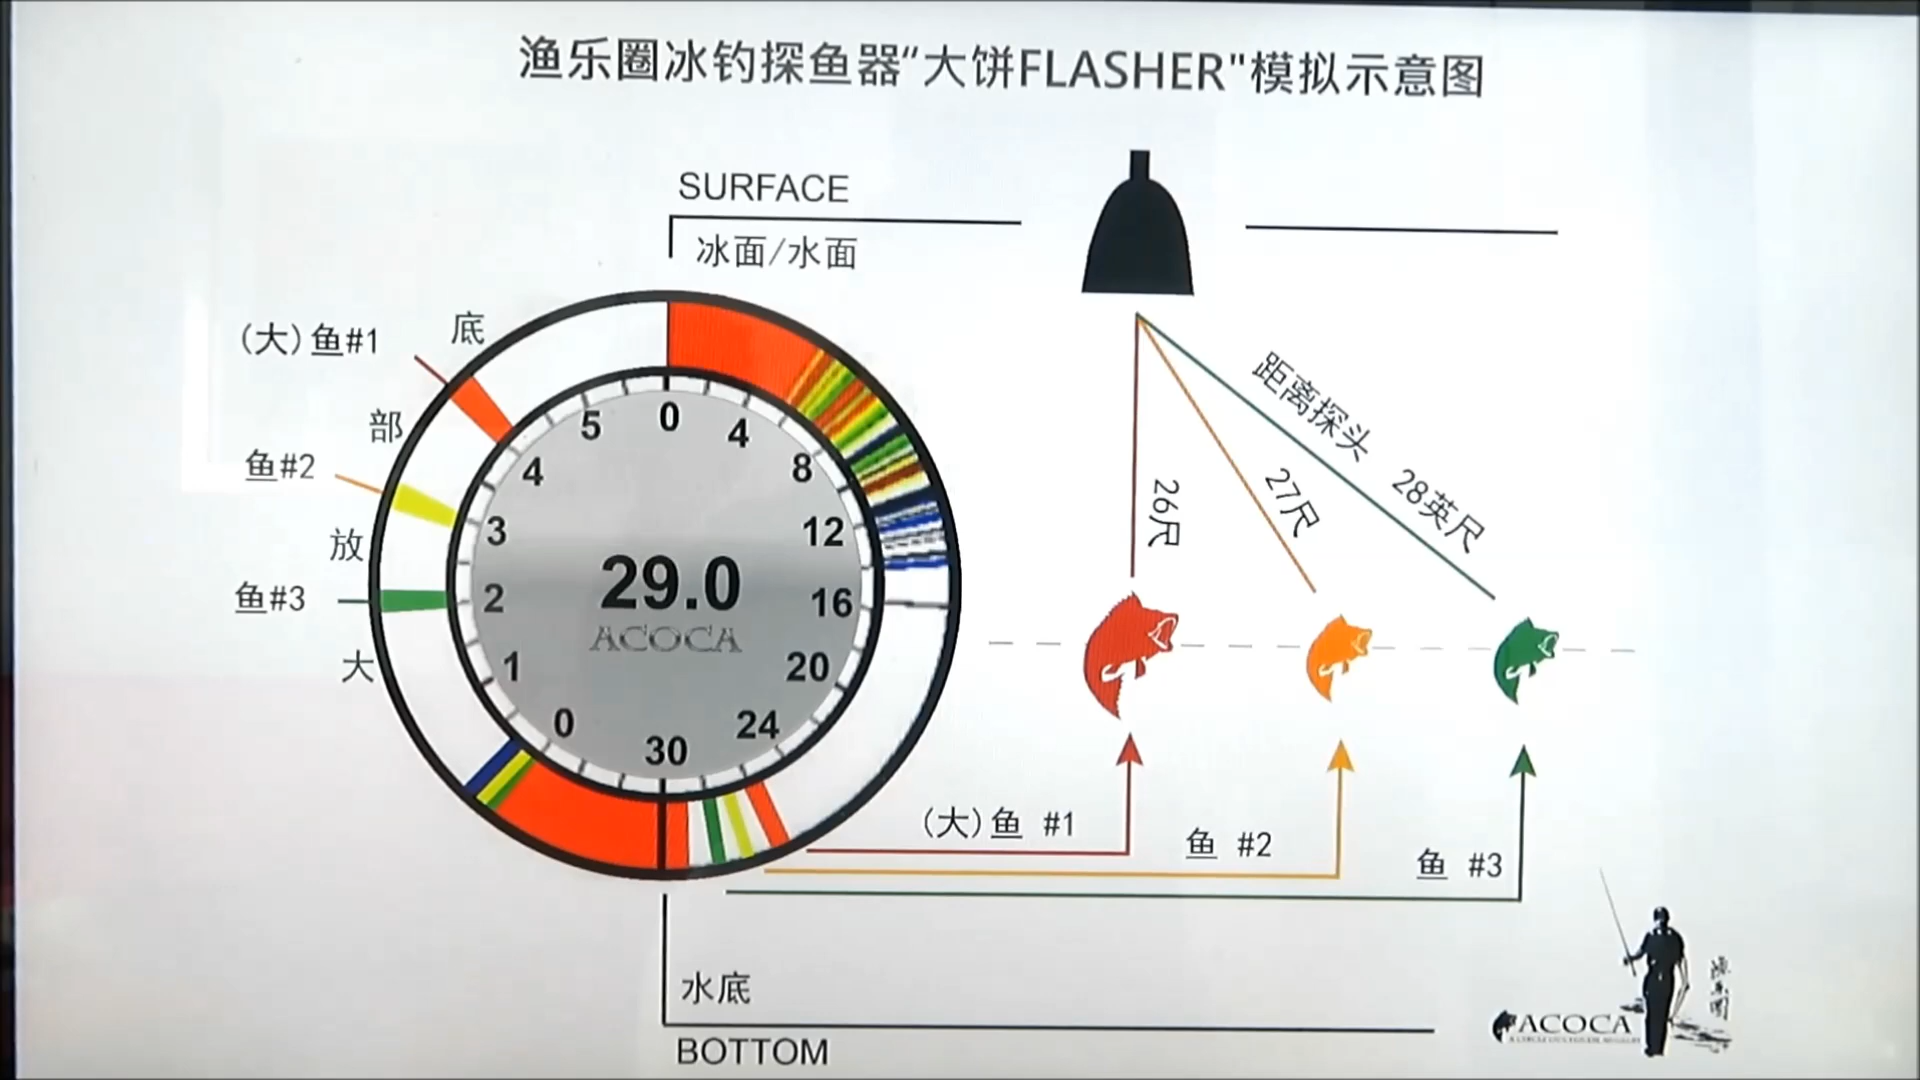 渔乐圈冰钓探鱼器“大饼FLASHER"模拟示意图
SURFACE
冰面/水面
(大)鱼#1
底
部
鱼#2
放
鱼#3
大
0
4
8
12
16
20
24
30
5
4
3
2
1
0
29.0
ACOCA
26尺
27尺
距离探头 28英尺
(大)鱼 #1
鱼 #2
鱼 #3
水底
BOTTOM
ACOCA
渔乐圈